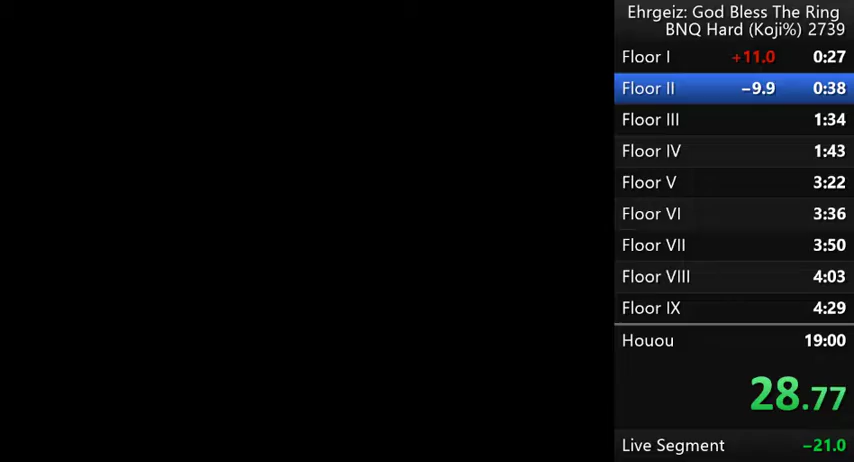 Ehrgeiz: God Bless The Ring
BNQ Hard (Koji%) 2739
Floor I +11.0 0:27
Floor II −9.9 0:38
Floor III 1:34
Floor IV 1:43
Floor V 3:22
Floor VI 3:36
Floor VII 3:50
Floor VIII 4:03
Floor IX 4:29
Houou 19:00
28.77
Live Segment −21.0